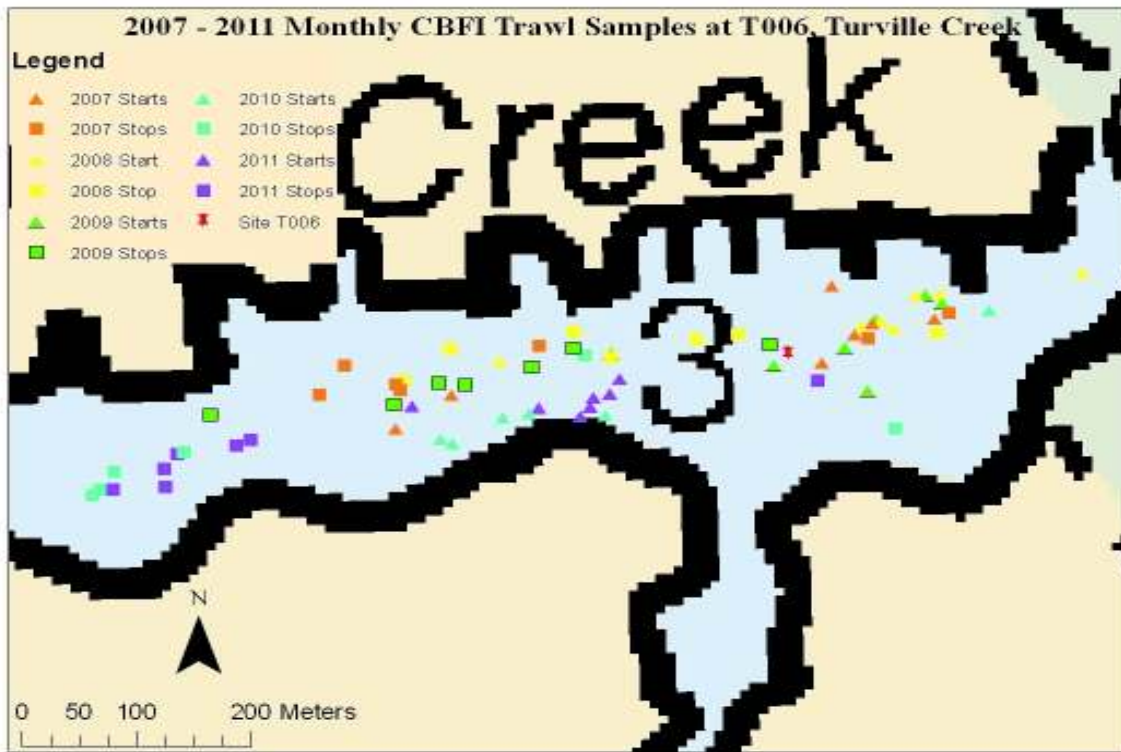 2007 - 2011 Monthly CBFI Trawl Samples at T006, Turville Creek
Legend
2007 Starts
2007 Stops
2008 Start
2008 Stop
2009 Starts
2009 Stops
2010 Starts
2010 Stops
2011 Starts
2011 Stops
Site T006
Creek
3
N
0 50 100 200 Meters